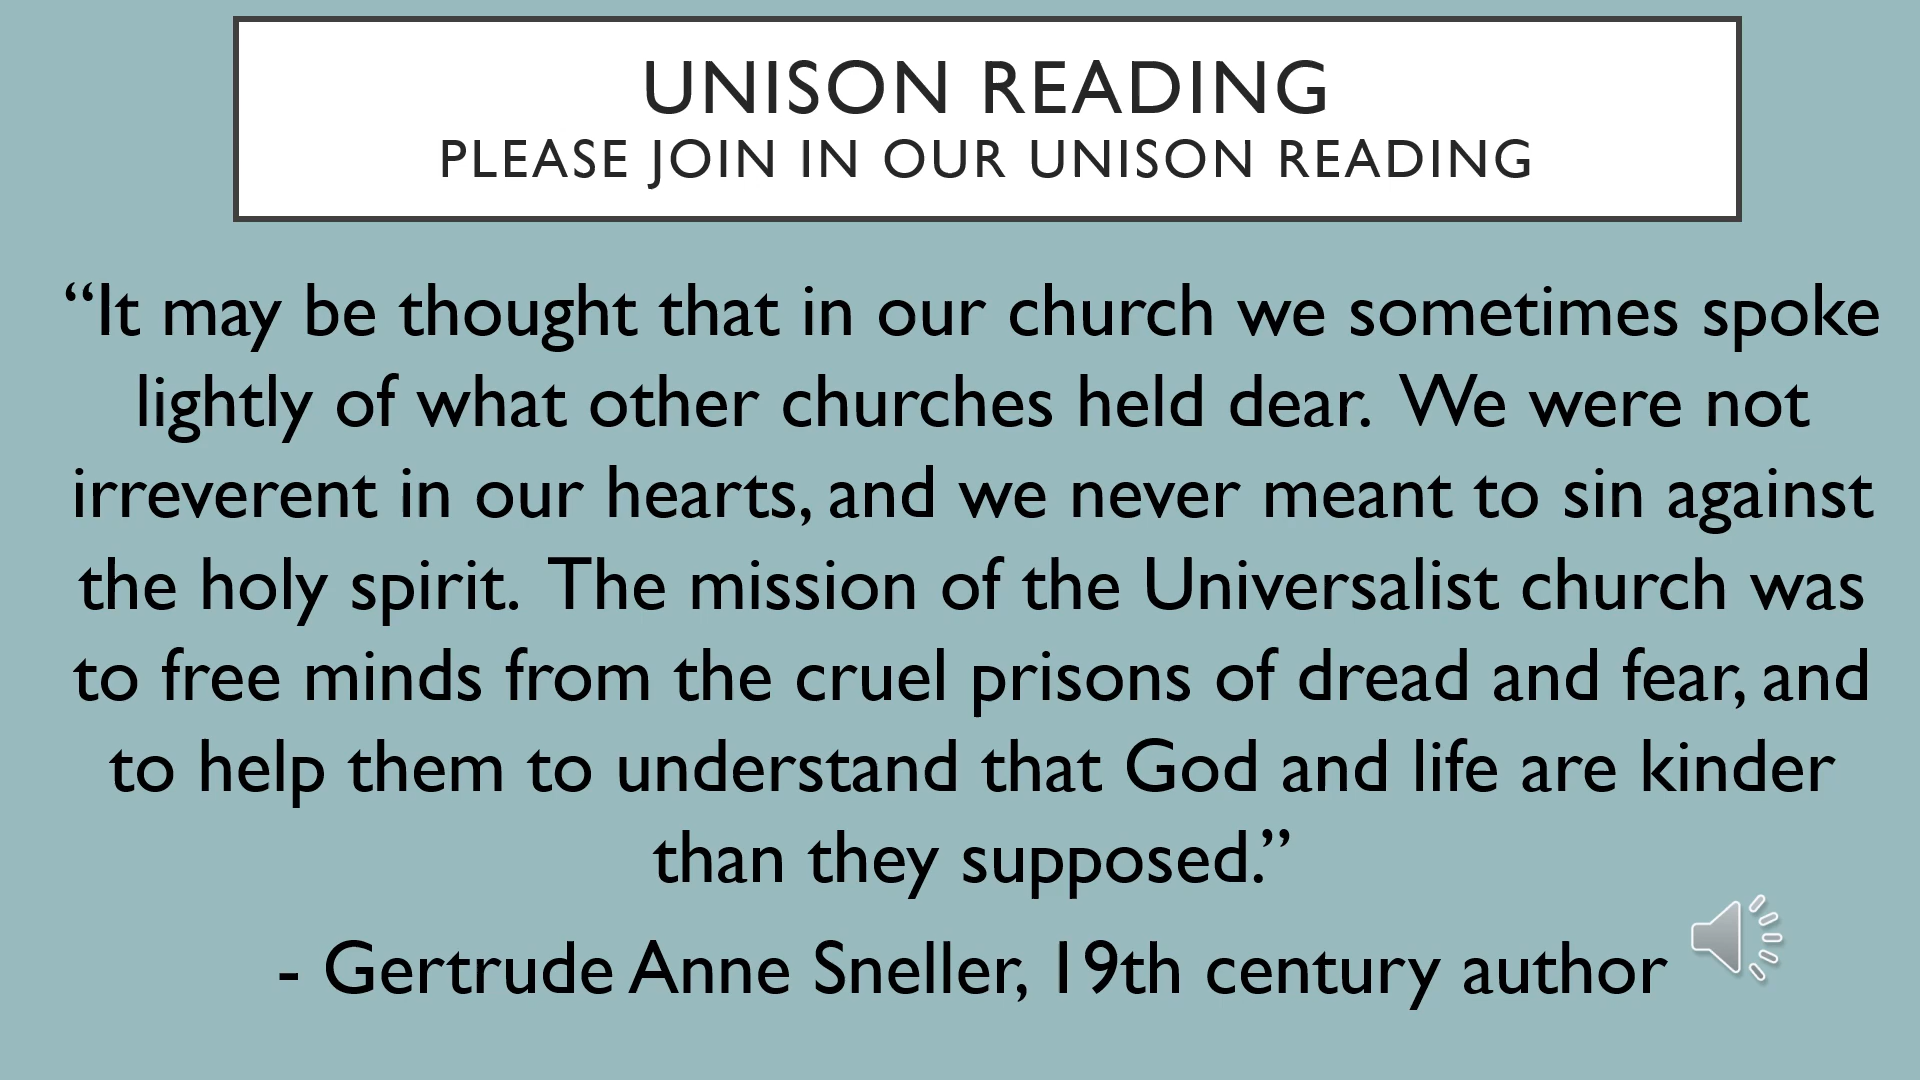 UNISON READING
PLEASE JOIN IN OUR UNISON READING
“It may be thought that in our church we sometimes spoke
lightly of what other churches held dear.  We were not
irreverent in our hearts, and we never meant to sin against
the holy spirit.  The mission of the Universalist church was
to free minds from the cruel prisons of dread and fear, and
to help them to understand that God and life are kinder
than they supposed.”
- Gertrude Anne Sneller, 19th century author